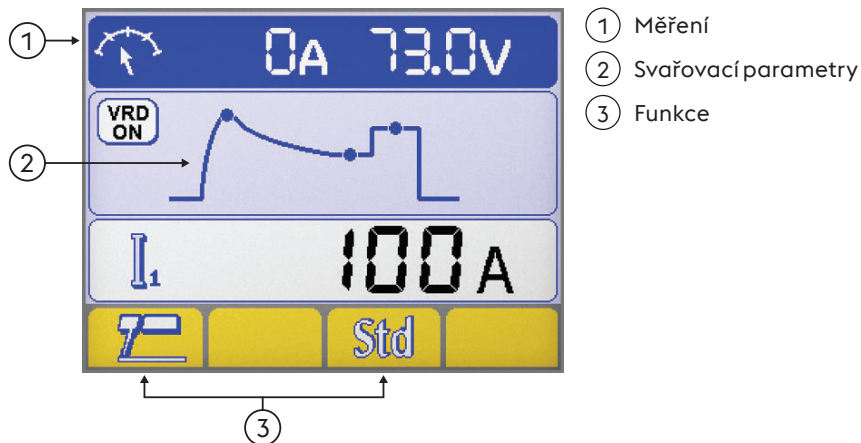 1
0A 73.0V
1 Měření
2 Svařovací parametry
3 Funkce
VRD
ON
2
I1
100A
Std
3